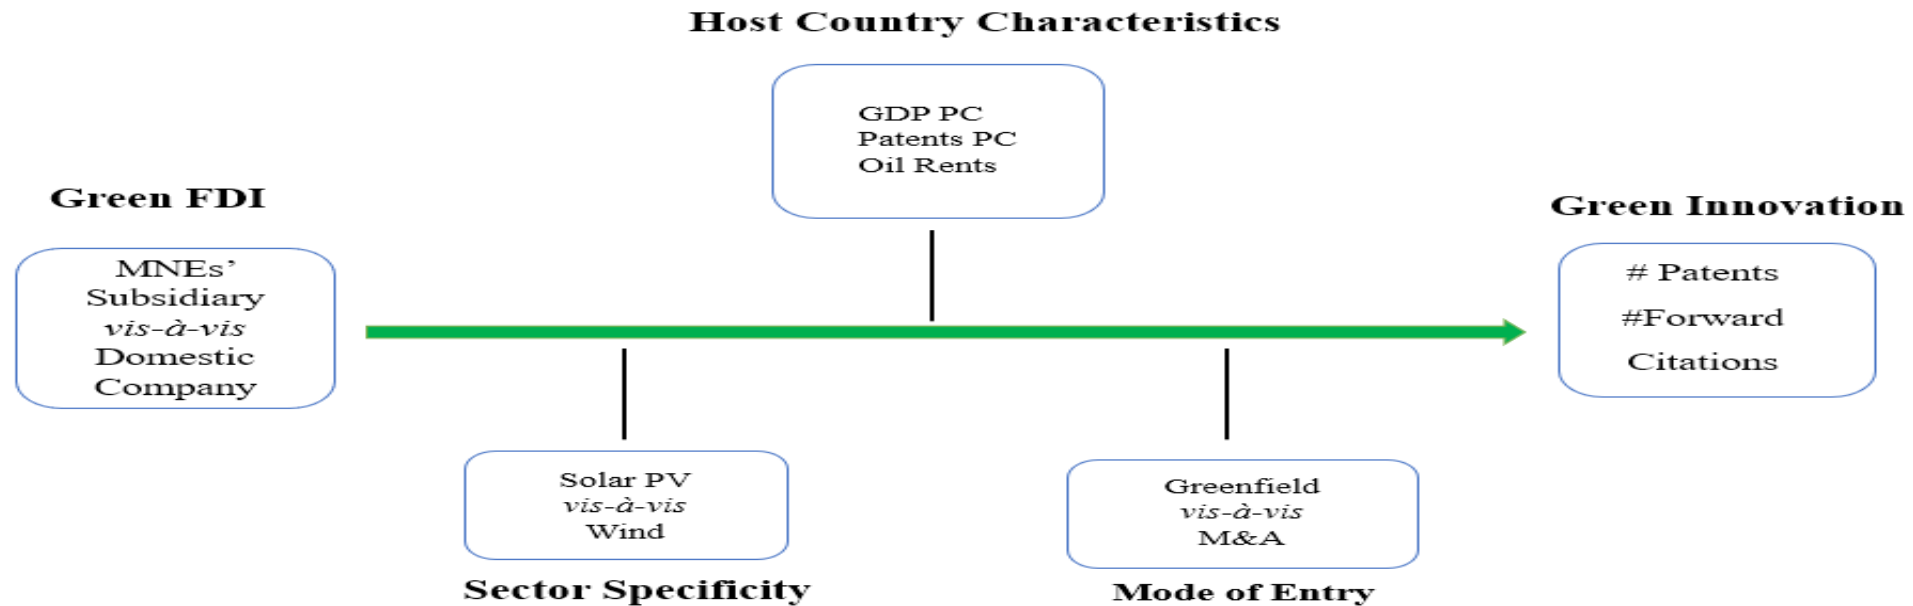 Host Country Characteristics
GDP PC
Patents PC
Oil Rents
Green FDI
MNEs’
Subsidiary
vis-à-vis
Domestic
Company
Green Innovation
# Patents
#Forward
Citations
Solar PV
vis-à-vis
Wind
Sector Specificity
Greenfield
vis-à-vis
M&A
Mode of Entry